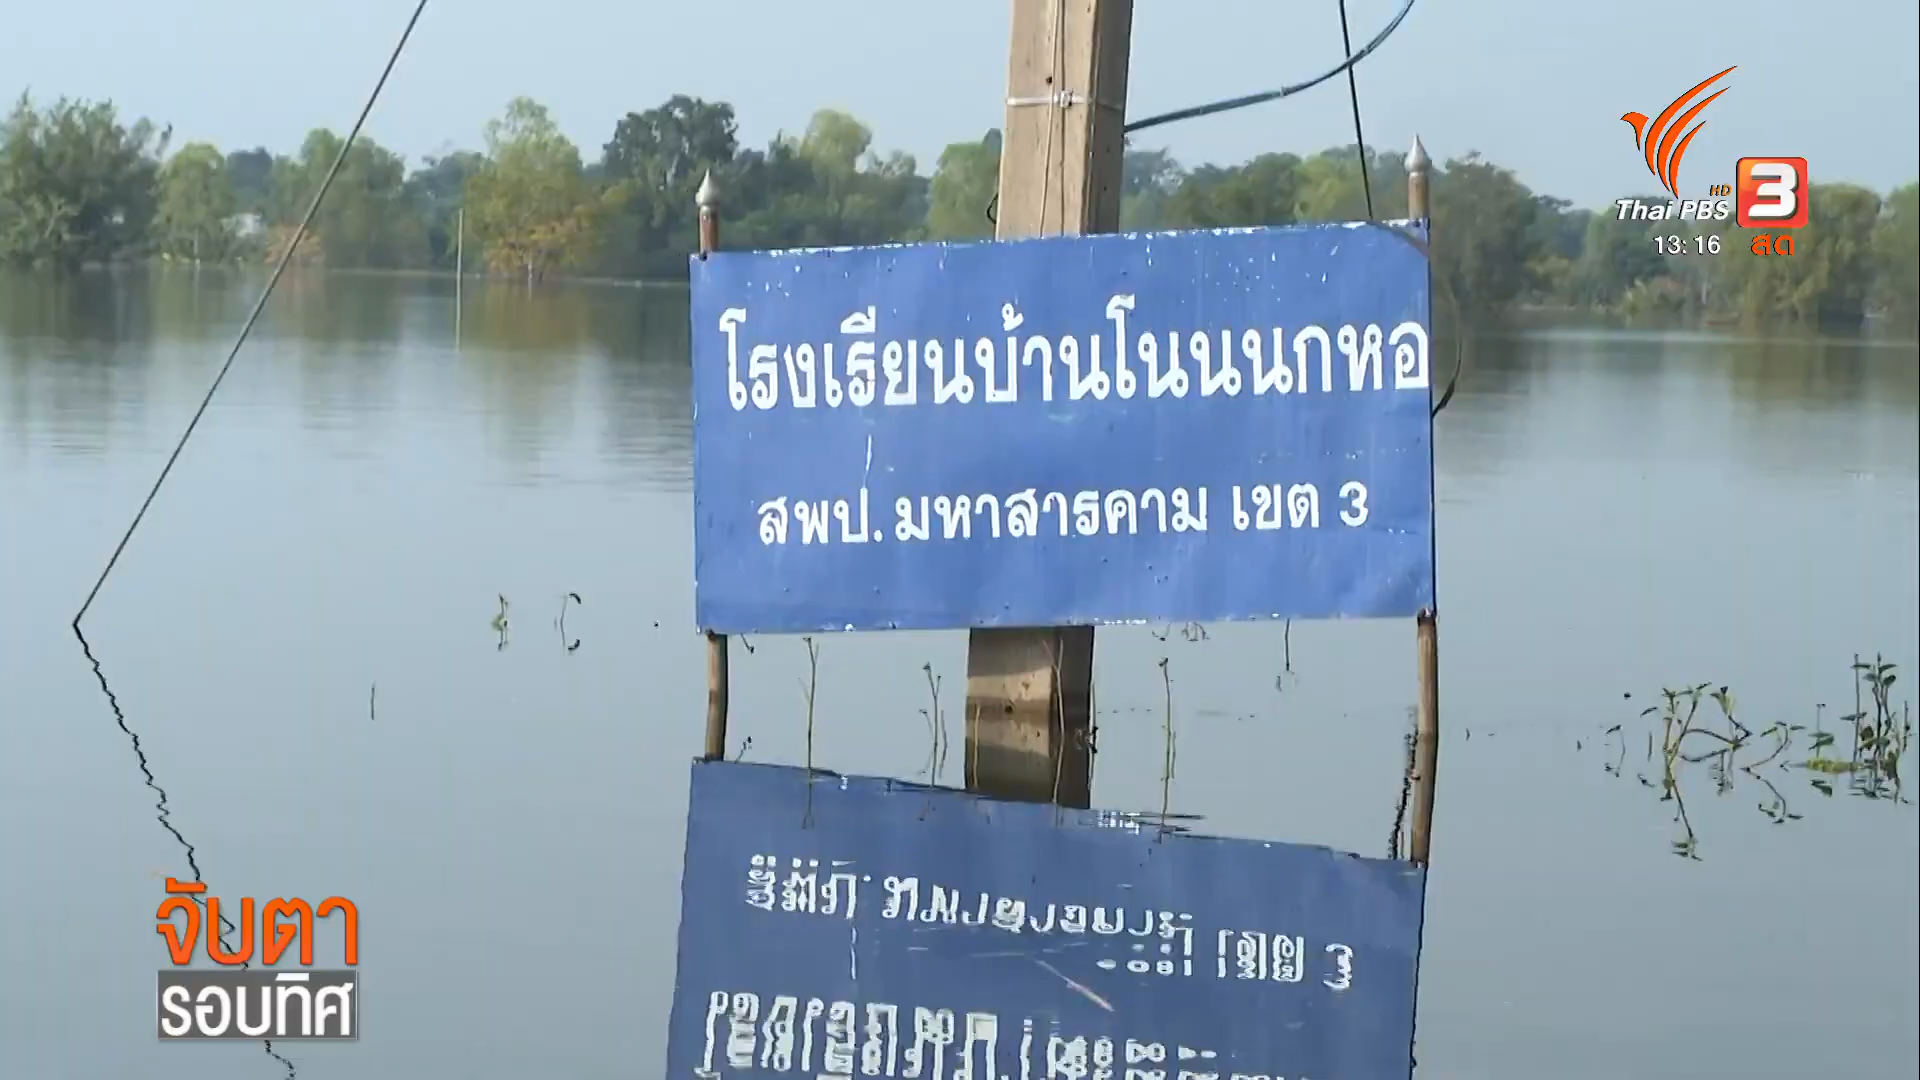 HD
Thai PBS 3
13:16 สด
โรงเรียนบ้านโนนนกหอ
สพป.มหาสารคาม เขต 3
จับตา
รอบทิศ